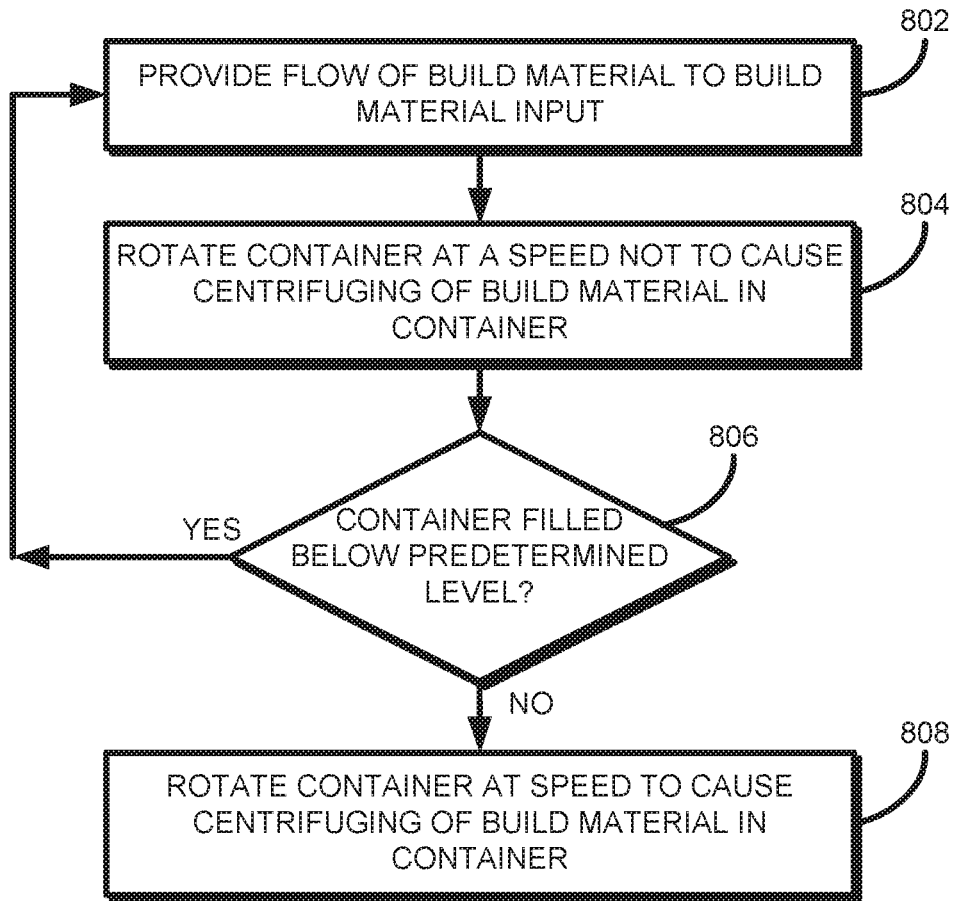 802
PROVIDE FLOW OF BUILD MATERIAL TO BUILD
MATERIAL INPUT
804
ROTATE CONTAINER AT A SPEED NOT TO CAUSE
CENTRIFUGING OF BUILD MATERIAL IN
CONTAINER
806
YES
CONTAINER FILLED
BELOW PREDETERMINED
LEVEL?
NO
808
ROTATE CONTAINER AT SPEED TO CAUSE
CENTRIFUGING OF BUILD MATERIAL IN
CONTAINER